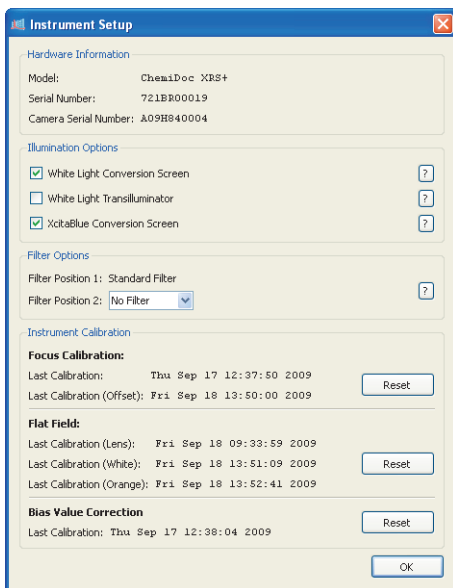 Instrument Setup
Hardware Information
Model: ChemiDoc XRS+
Serial Number: 721BR00019
Camera Serial Number: A09H840004
Illumination Options
White Light Conversion Screen ?
White Light Transilluminator ?
XcitaBlue Conversion Screen ?
Filter Options
Filter Position 1: Standard Filter
?
Filter Position 2: No Filter
Instrument Calibration
Focus Calibration:
Last Calibration: Thu Sep 17 12:37:50 2009
Reset
Last Calibration (Offset): Fri Sep 18 13:50:00 2009
Flat Field:
Last Calibration (Lens): Fri Sep 18 09:33:59 2009
Last Calibration (White): Fri Sep 18 13:51:09 2009 Reset
Last Calibration (Orange): Fri Sep 18 13:52:41 2009
Bias Value Correction
Reset
Last Calibration: Thu Sep 17 12:38:04 2009
OK